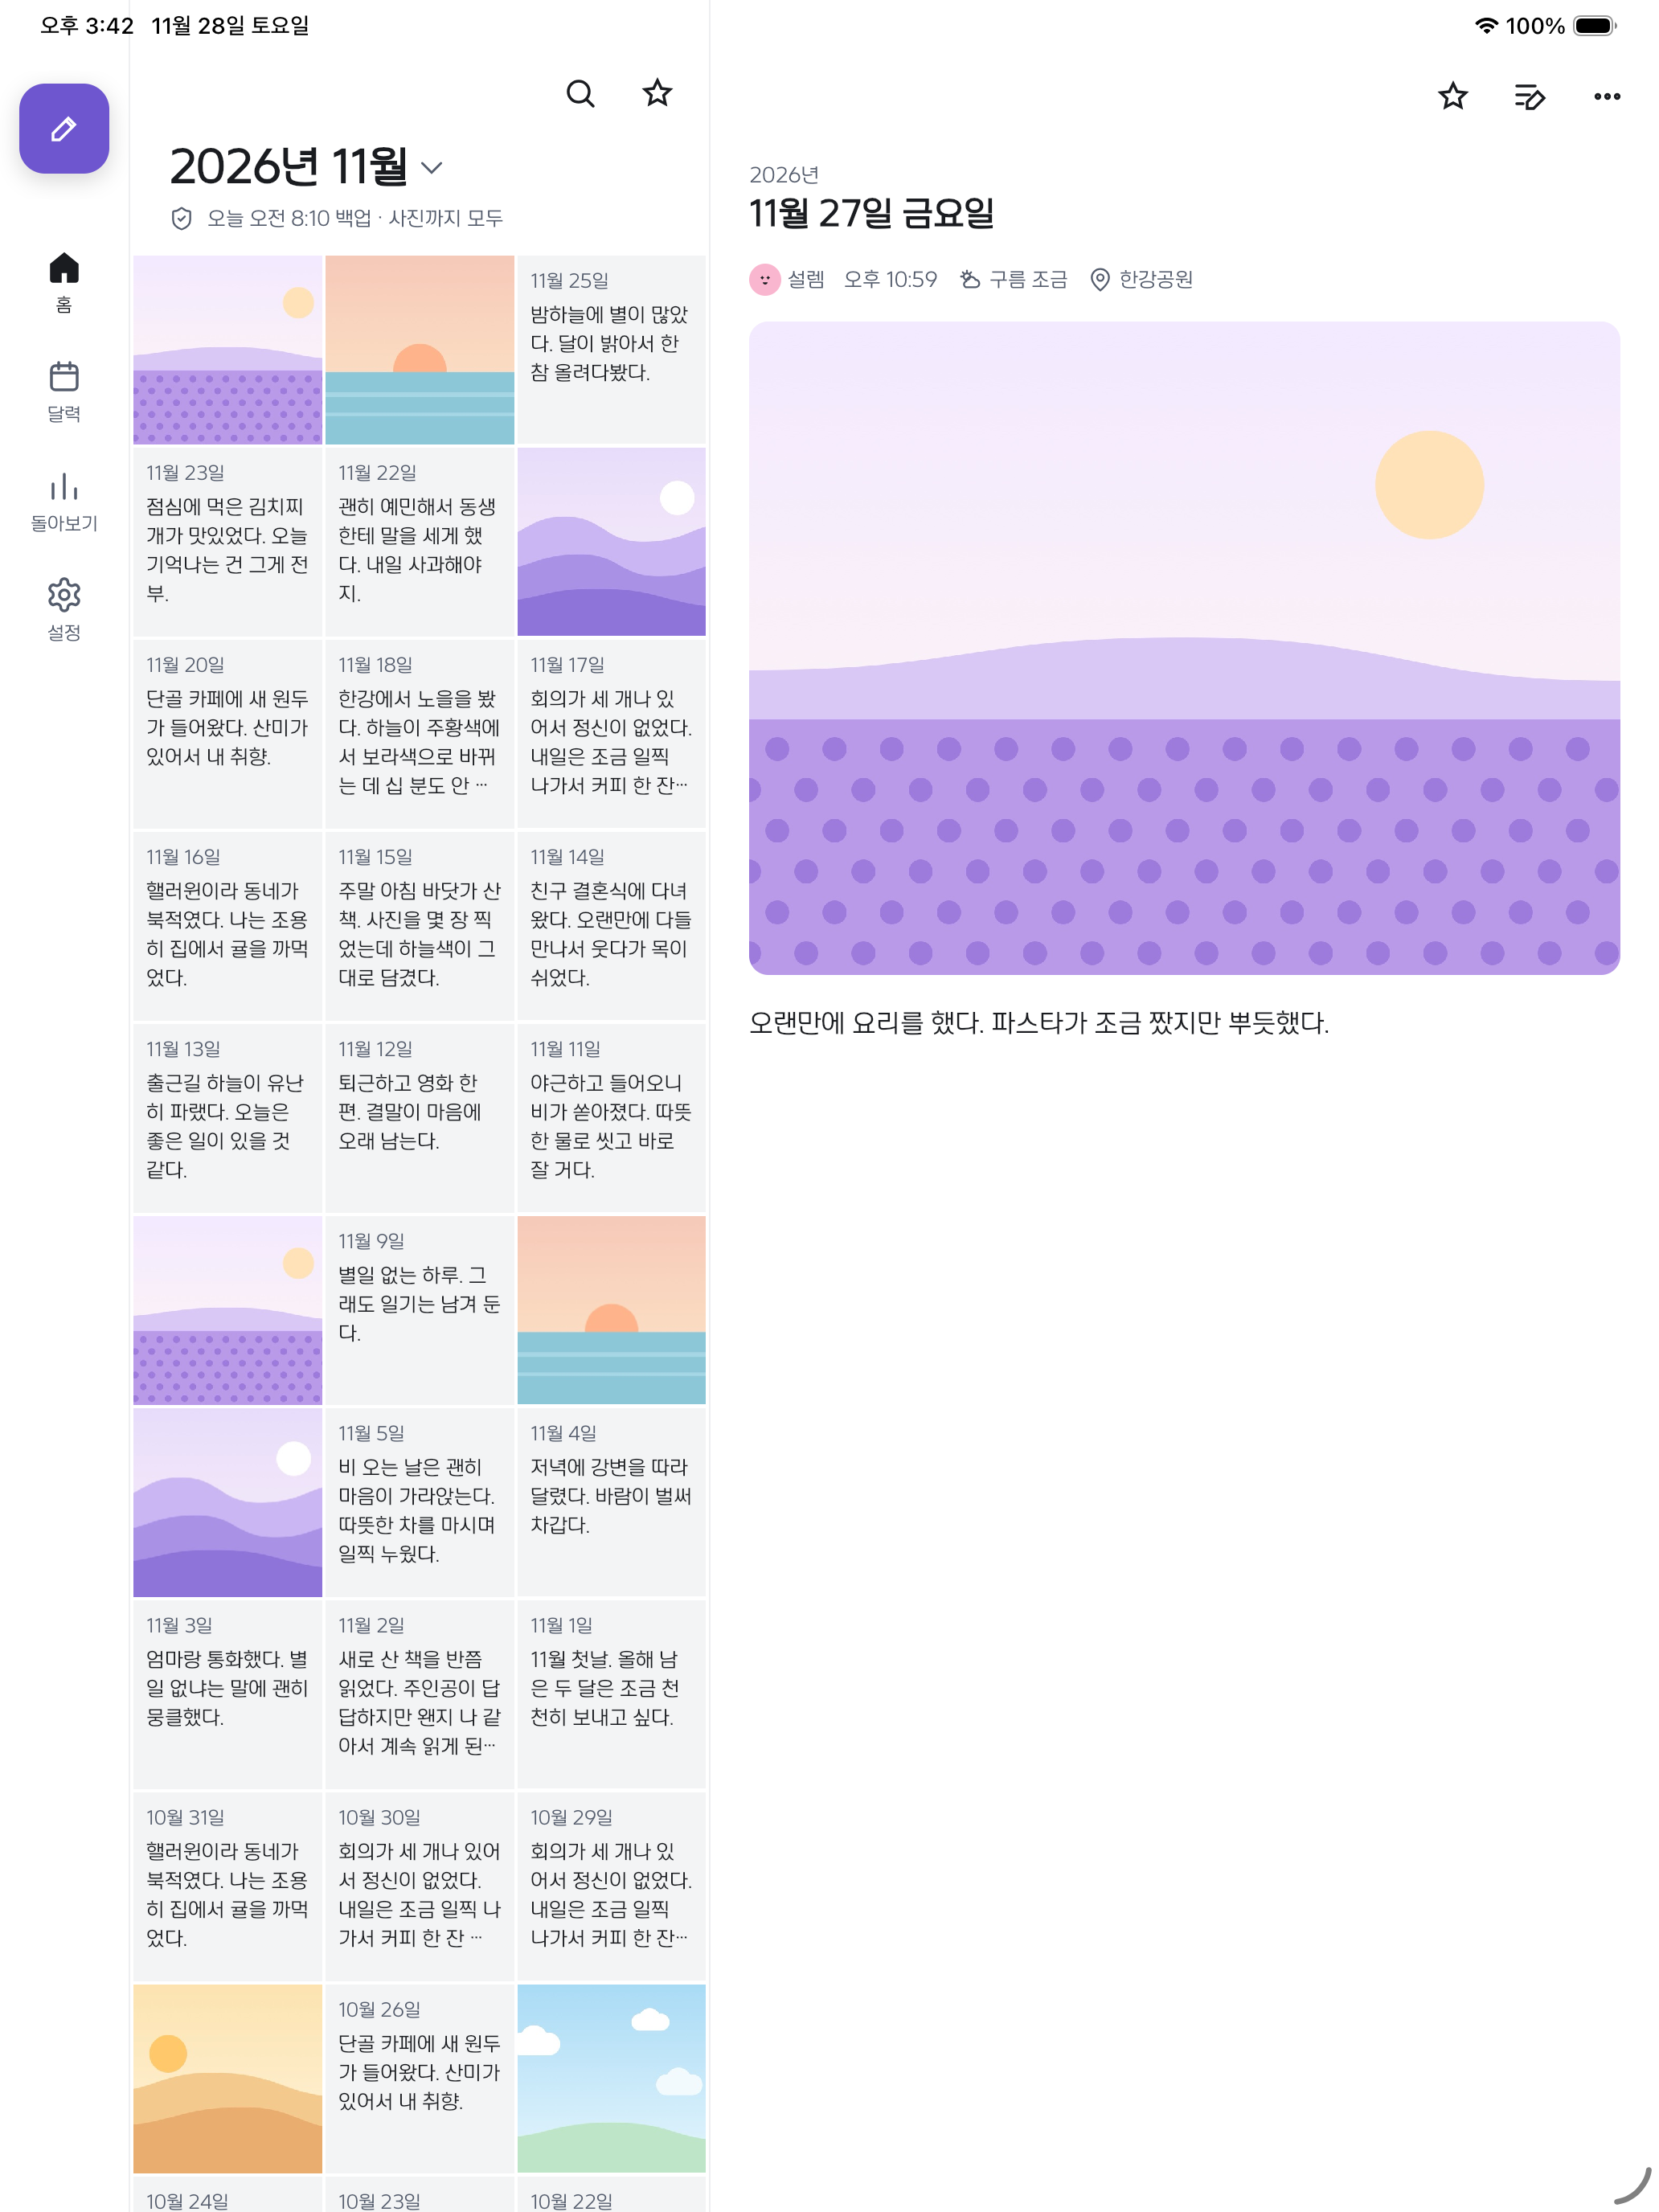 오후 3:42 11월 28일 토요일
100%
홈
달력
돌아보기
설정
2026년 11월
오늘 오전 8:10 백업 · 사진까지 모두
11월 25일
밤하늘에 별이 많았
다. 달이 밝아서 한
참 올려다봤다.
11월 23일
점심에 먹은 김치찌
개가 맛있었다. 오늘
기억나는 건 그게 전
부.
11월 22일
괜히 예민해서 동생
한테 말을 세게 했
다. 내일 사과해야
지.
11월 20일
단골 카페에 새 원두
가 들어왔다. 산미가
있어서 내 취향.
11월 18일
한강에서 노을을 봤
다. 하늘이 주황색에
서 보라색으로 바뀌
는 데 십 분도 안 …
11월 17일
회의가 세 개나 있
어서 정신이 없었다.
내일은 조금 일찍
나가서 커피 한 잔…
11월 16일
핼러윈이라 동네가
북적였다. 나는 조용
히 집에서 귤을 까먹
었다.
11월 15일
주말 아침 바닷가 산
책. 사진을 몇 장 찍
었는데 하늘색이 그
대로 담겼다.
11월 14일
친구 결혼식에 다녀
왔다. 오랜만에 다들
만나서 웃다가 목이
쉬었다.
11월 13일
출근길 하늘이 유난
히 파랬다. 오늘은
좋은 일이 있을 것
같다.
11월 12일
퇴근하고 영화 한
편. 결말이 마음에
오래 남는다.
11월 11일
야근하고 들어오니
비가 쏟아졌다. 따뜻
한 물로 씻고 바로
잘 거다.
11월 9일
별일 없는 하루. 그
래도 일기는 남겨 둔
다.
11월 5일
비 오는 날은 괜히
마음이 가라앉는다.
따뜻한 차를 마시며
일찍 누웠다.
11월 4일
저녁에 강변을 따라
달렸다. 바람이 벌써
차갑다.
11월 3일
엄마랑 통화했다. 별
일 없냐는 말에 괜히
뭉클했다.
11월 2일
새로 산 책을 반쯤
읽었다. 주인공이 답
답하지만 왠지 나 같
아서 계속 읽게 된…
11월 1일
11월 첫날. 올해 남
은 두 달은 조금 천
천히 보내고 싶다.
10월 31일
핼러윈이라 동네가
북적였다. 나는 조용
히 집에서 귤을 까먹
었다.
10월 30일
회의가 세 개나 있어
서 정신이 없었다.
내일은 조금 일찍 나
가서 커피 한 잔 …
10월 29일
회의가 세 개나 있
어서 정신이 없었다.
내일은 조금 일찍
나가서 커피 한 잔…
10월 26일
단골 카페에 새 원두
가 들어왔다. 산미가
있어서 내 취향.
10월 24일
10월 23일
10월 22일
2026년
11월 27일 금요일
설렘 오후 10:59 구름 조금 한강공원
오랜만에 요리를 했다. 파스타가 조금 짰지만 뿌듯했다.